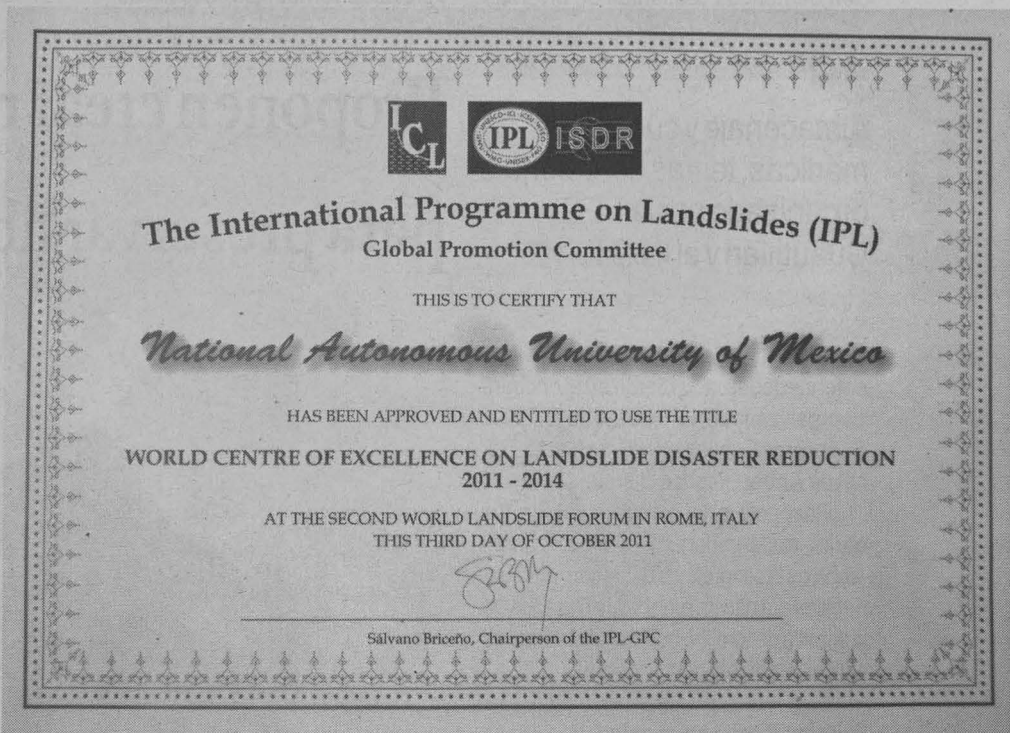 ICL
IPL ISDR
The International Programme on Landslides (IPL)
Global Promotion Committee
THIS IS TO CERTIFY THAT
National Autonomous University of Mexico
HAS BEEN APPROVED AND ENTITLED TO USE THE TITLE
WORLD CENTRE OF EXCELLENCE ON LANDSLIDE DISASTER REDUCTION
2011 - 2014
AT THE SECOND WORLD LANDSLIDE FORUM IN ROME, ITALY
THIS THIRD DAY OF OCTOBER 2011
Sálvano Briceño, Chairperson of the IPL-GPC